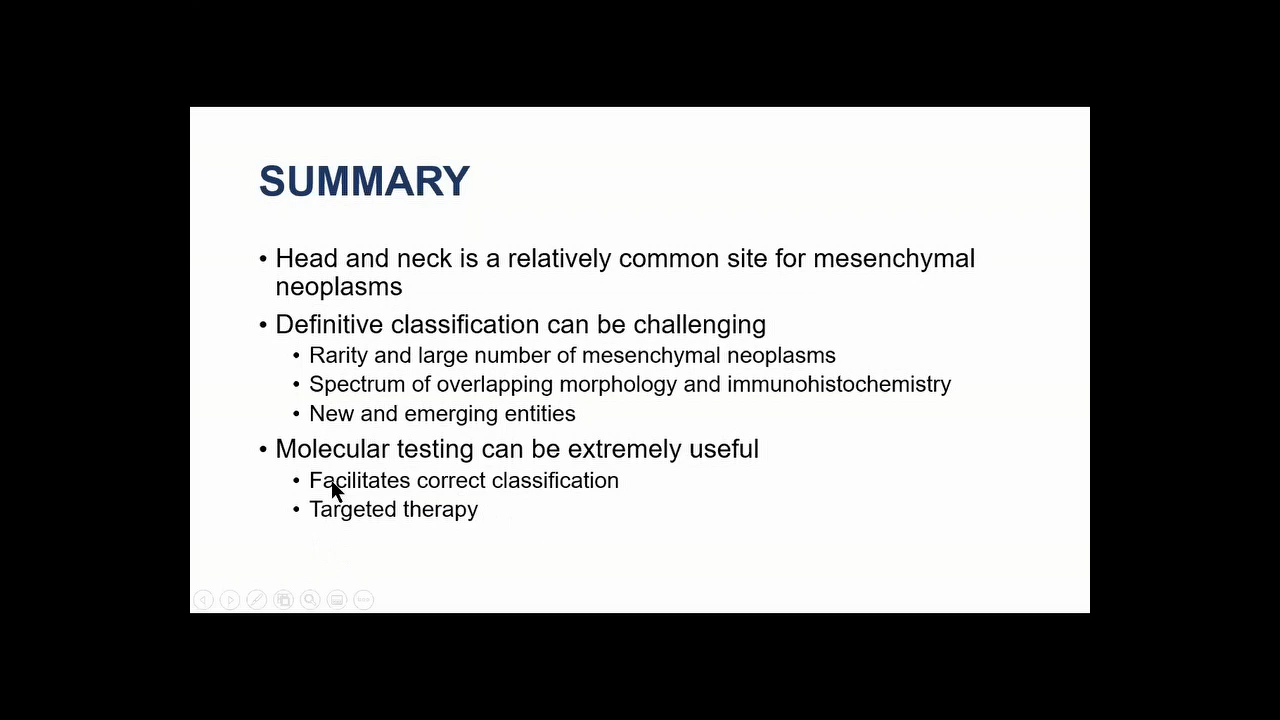 SUMMARY
• Head and neck is a relatively common site for mesenchymal
neoplasms
• Definitive classification can be challenging
• Rarity and large number of mesenchymal neoplasms
• Spectrum of overlapping morphology and immunohistochemistry
• New and emerging entities
• Molecular testing can be extremely useful
• Facilitates correct classification
• Targeted therapy